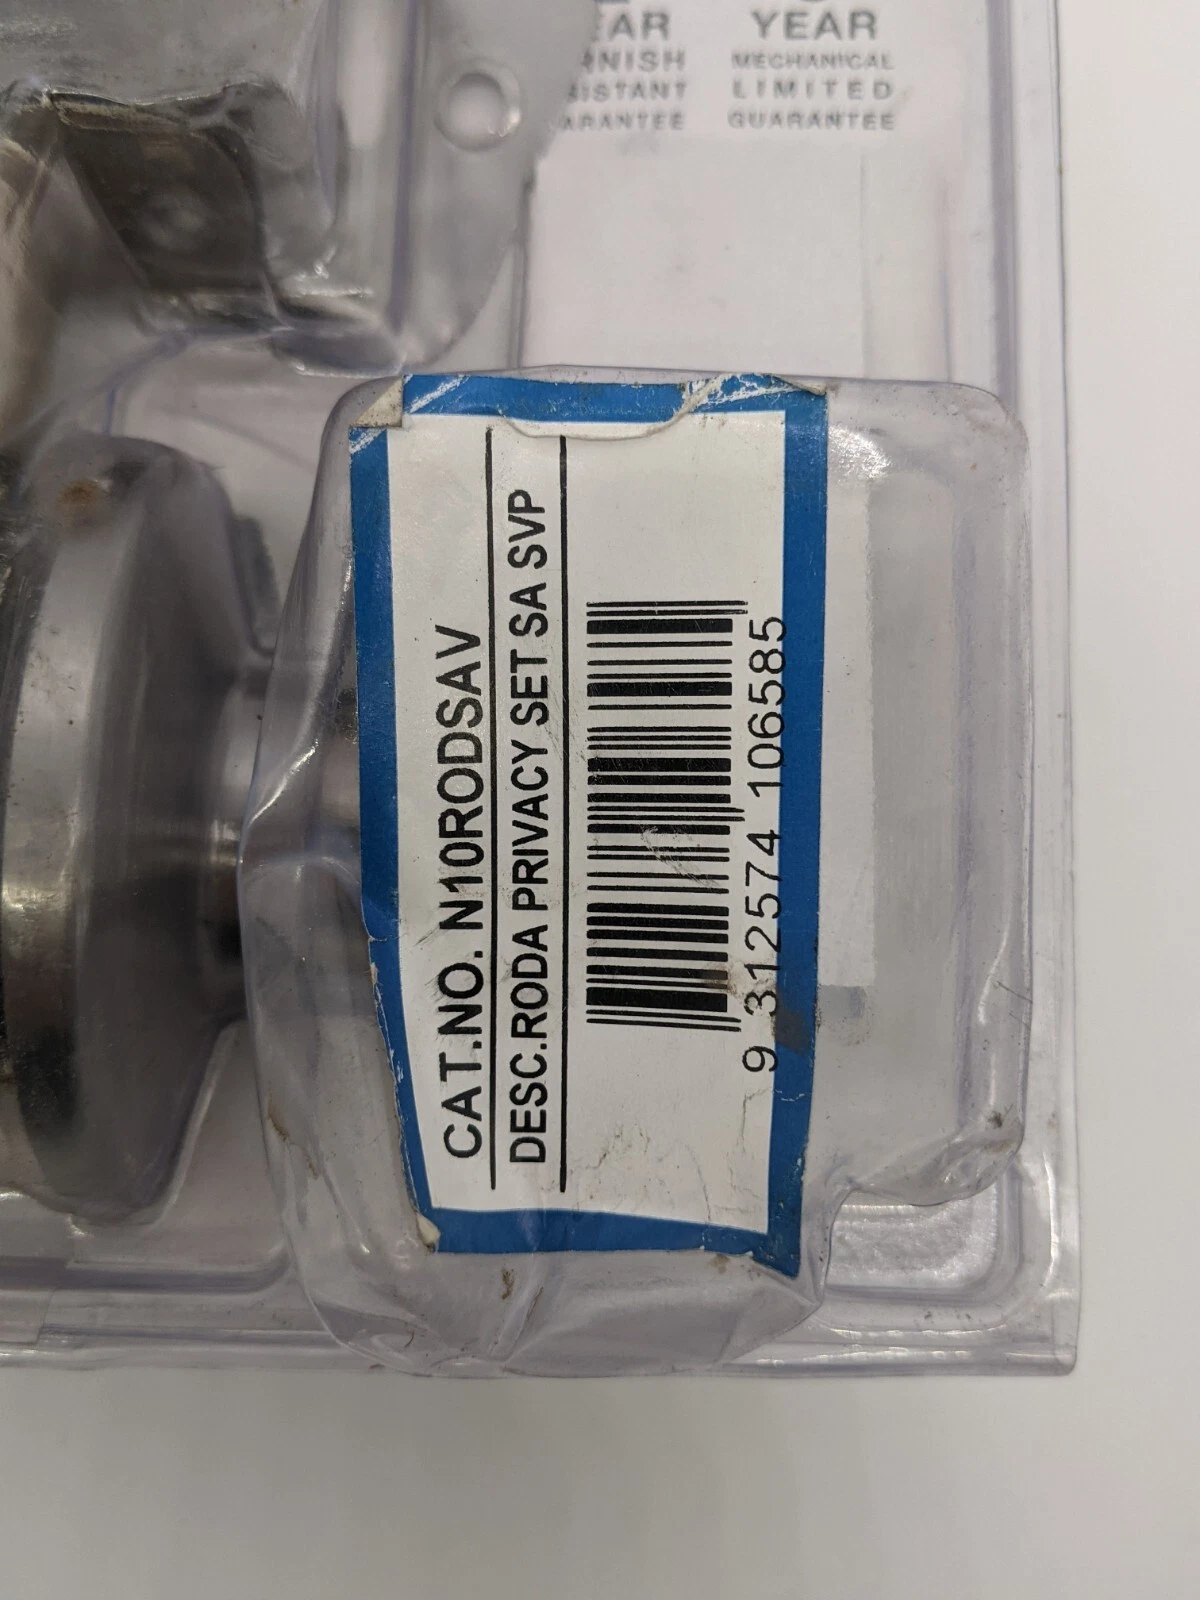 YEAR
MECHANICAL
LIMITED
GUARANTEE
CAT.NO. N10RODSAV
DESC.RODA PRIVACY SET SA SVP
9 312574 106585